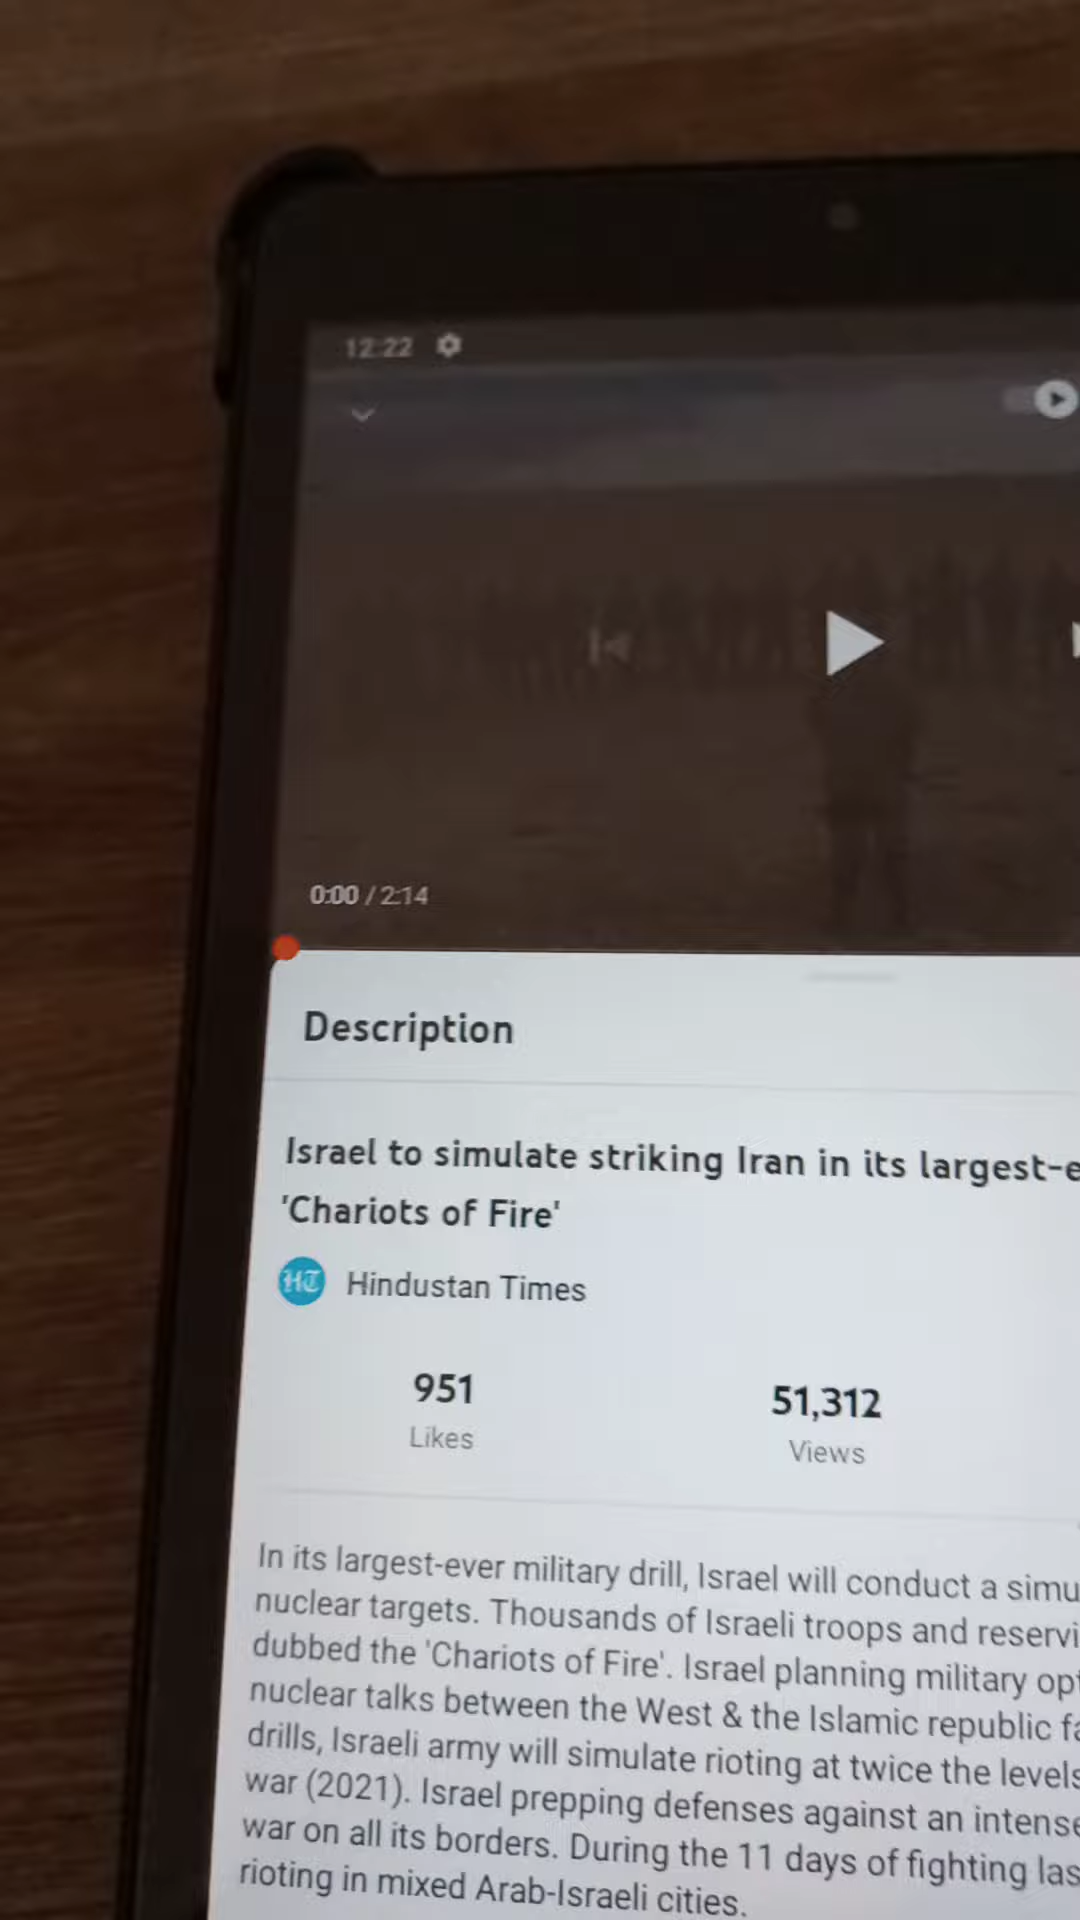 12:22
0:00 / 2:14
Description
Israel to simulate striking Iran in its largest-e
'Chariots of Fire'
HT Hindustan Times
951 51,312
Likes Views
In its largest-ever military drill, Israel will conduct a simu
nuclear targets. Thousands of Israeli troops and reservi
dubbed the 'Chariots of Fire'. Israel planning military opt
nuclear talks between the West & the Islamic republic fa
drills, Israeli army will simulate rioting at twice the levels
war (2021). Israel prepping defenses against an intense
war on all its borders. During the 11 days of fighting las
rioting in mixed Arab-Israeli cities.